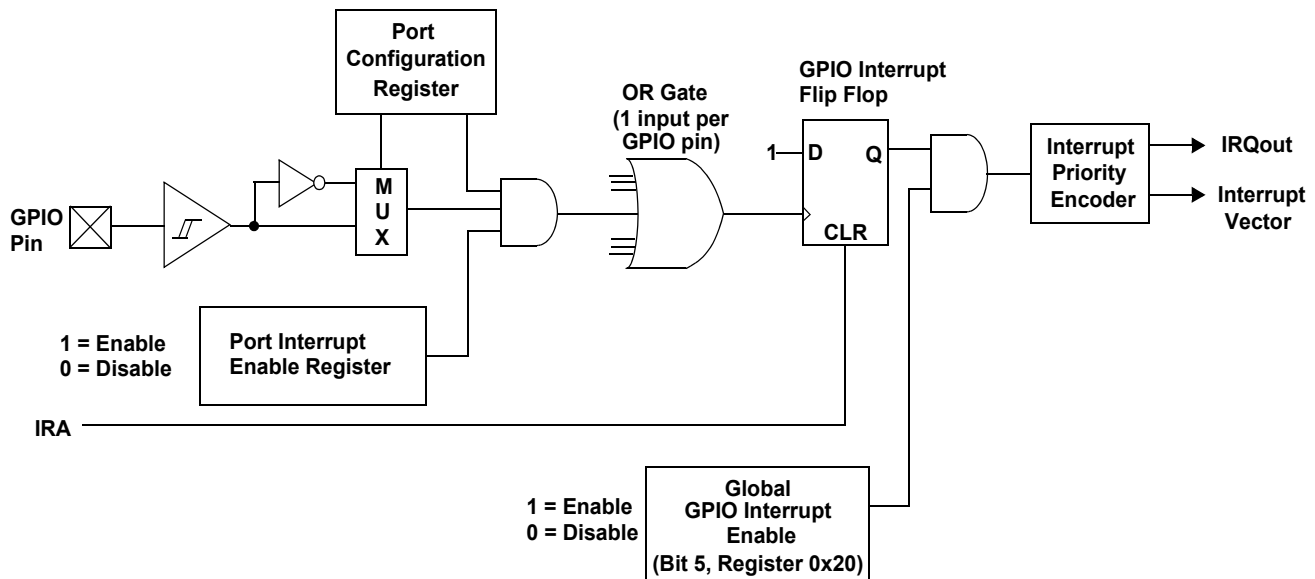 Port
Configuration
Register
GPIO Interrupt
Flip Flop
OR Gate
(1 input per
GPIO pin)
1
D
Q
CLR
Interrupt
Priority
Encoder
IRQout
Interrupt
Vector
M
U
X
GPIO
Pin
1 = Enable
0 = Disable
Port Interrupt
Enable Register
IRA
1 = Enable
0 = Disable
Global
GPIO Interrupt
Enable
(Bit 5, Register 0x20)